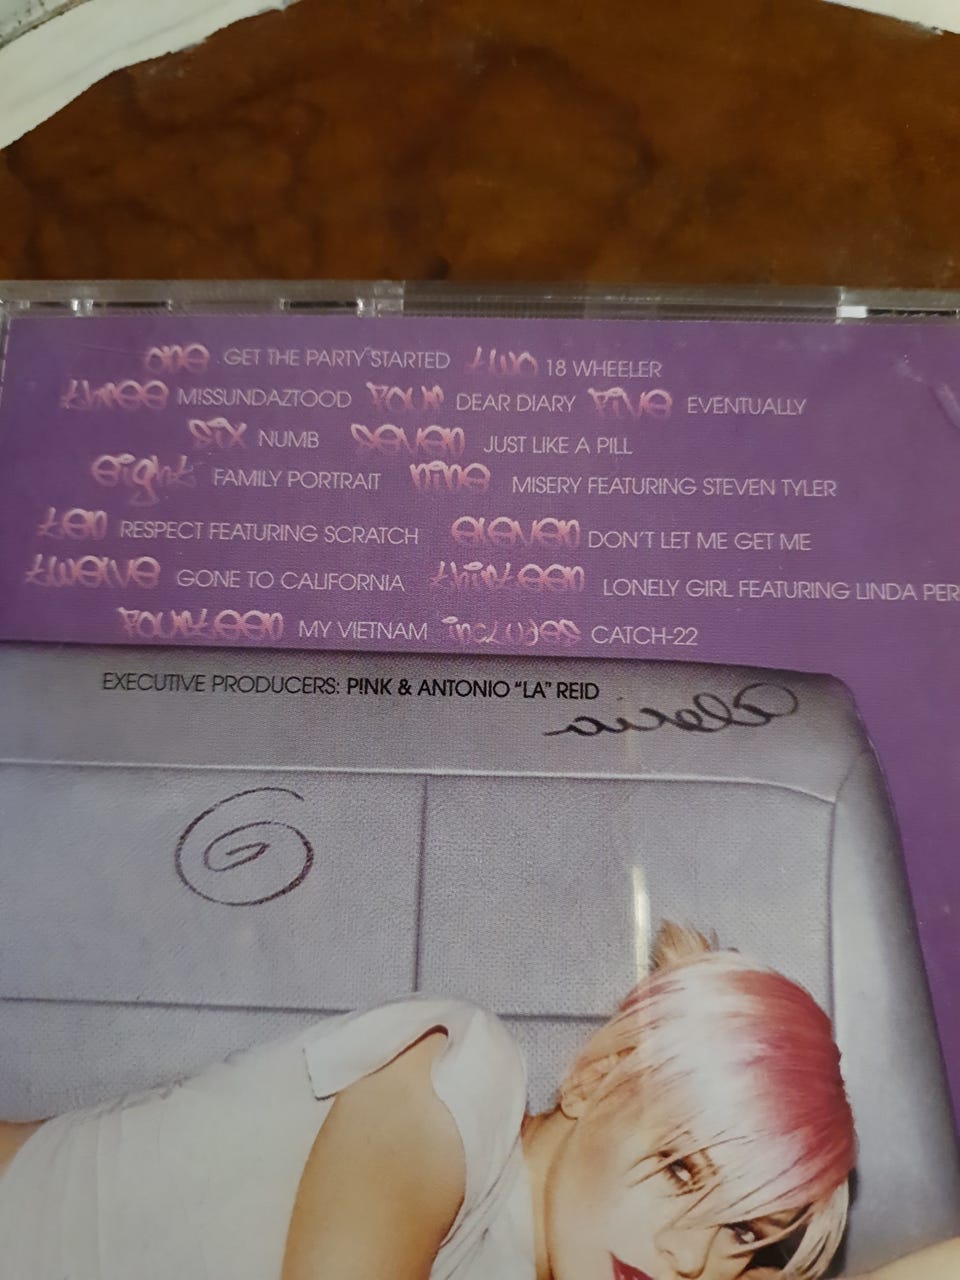 one GET THE PARTY STARTED two 18 WHEELER
three M!SSUNDAZTOOD four DEAR DIARY five EVENTUALLY
six NUMB seven JUST LIKE A PILL
eight FAMILY PORTRAIT nine MISERY FEATURING STEVEN TYLER
ten RESPECT FEATURING SCRATCH eleven DON'T LET ME GET ME
twelve GONE TO CALIFORNIA thirteen LONELY GIRL FEATURING LINDA PER
fourteen MY VIETNAM includes CATCH-22
EXECUTIVE PRODUCERS: P!NK & ANTONIO "LA" REID